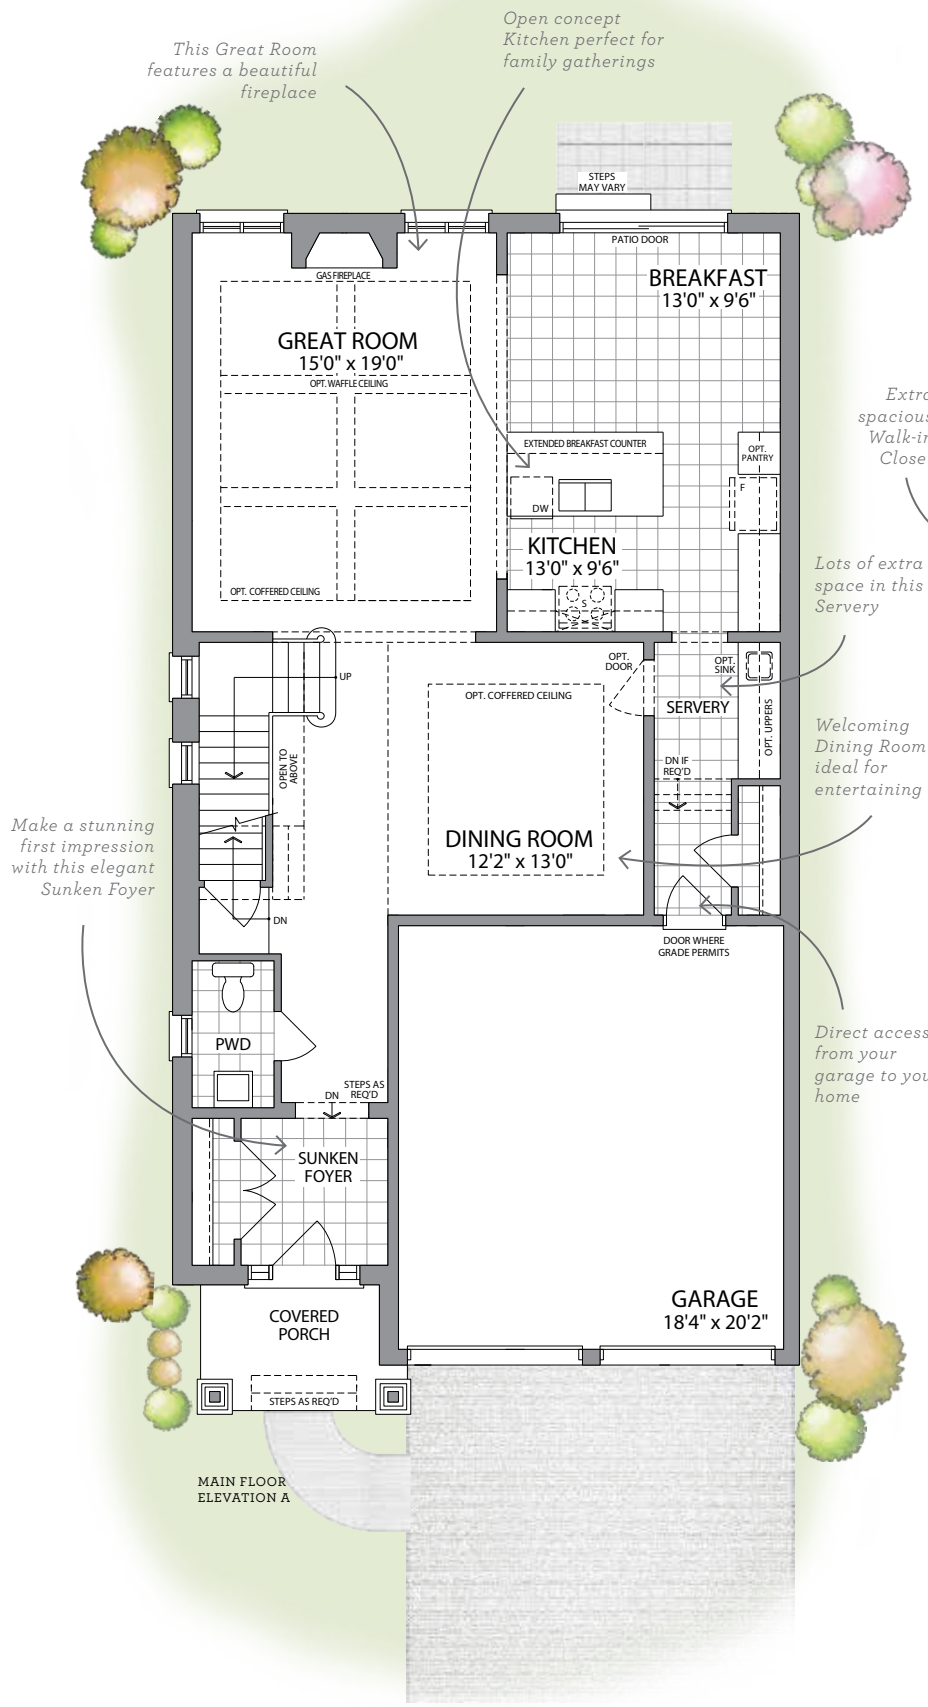 Open concept
Kitchen perfect for
family gatherings
This Great Room
features a beautiful
fireplace
STEPS
MAY VARY
PATIO DOOR
GAS FIREPLACE
BREAKFAST
13'0" x 9'6"
GREAT ROOM
15'0" x 19'0"
OPT. WAFFLE CEILING
Extra
spacious
Walk-in
Close
EXTENDED BREAKFAST COUNTER
OPT.
PANTRY
F
DW
KITCHEN
13'0" x 9'6"
S
OPT. COFFERED CEILING
Lots of extra
space in this
Servery
UP
OPT.
DOOR
OPT.
SINK
OPT. COFFERED CEILING
SERVERY
OPT. UPPERS
OPEN TO
ABOVE
DN IF
REQ'D
Welcoming
Dining Room
ideal for
entertaining
Make a stunning
first impression
with this elegant
Sunken Foyer
DINING ROOM
12'2" x 13'0"
DN
DOOR WHERE
GRADE PERMITS
PWD
Direct access
from your
garage to you
home
DN
STEPS AS
REQ'D
SUNKEN
FOYER
GARAGE
18'4" x 20'2"
COVERED
PORCH
STEPS AS REQ'D
MAIN FLOOR
ELEVATION A